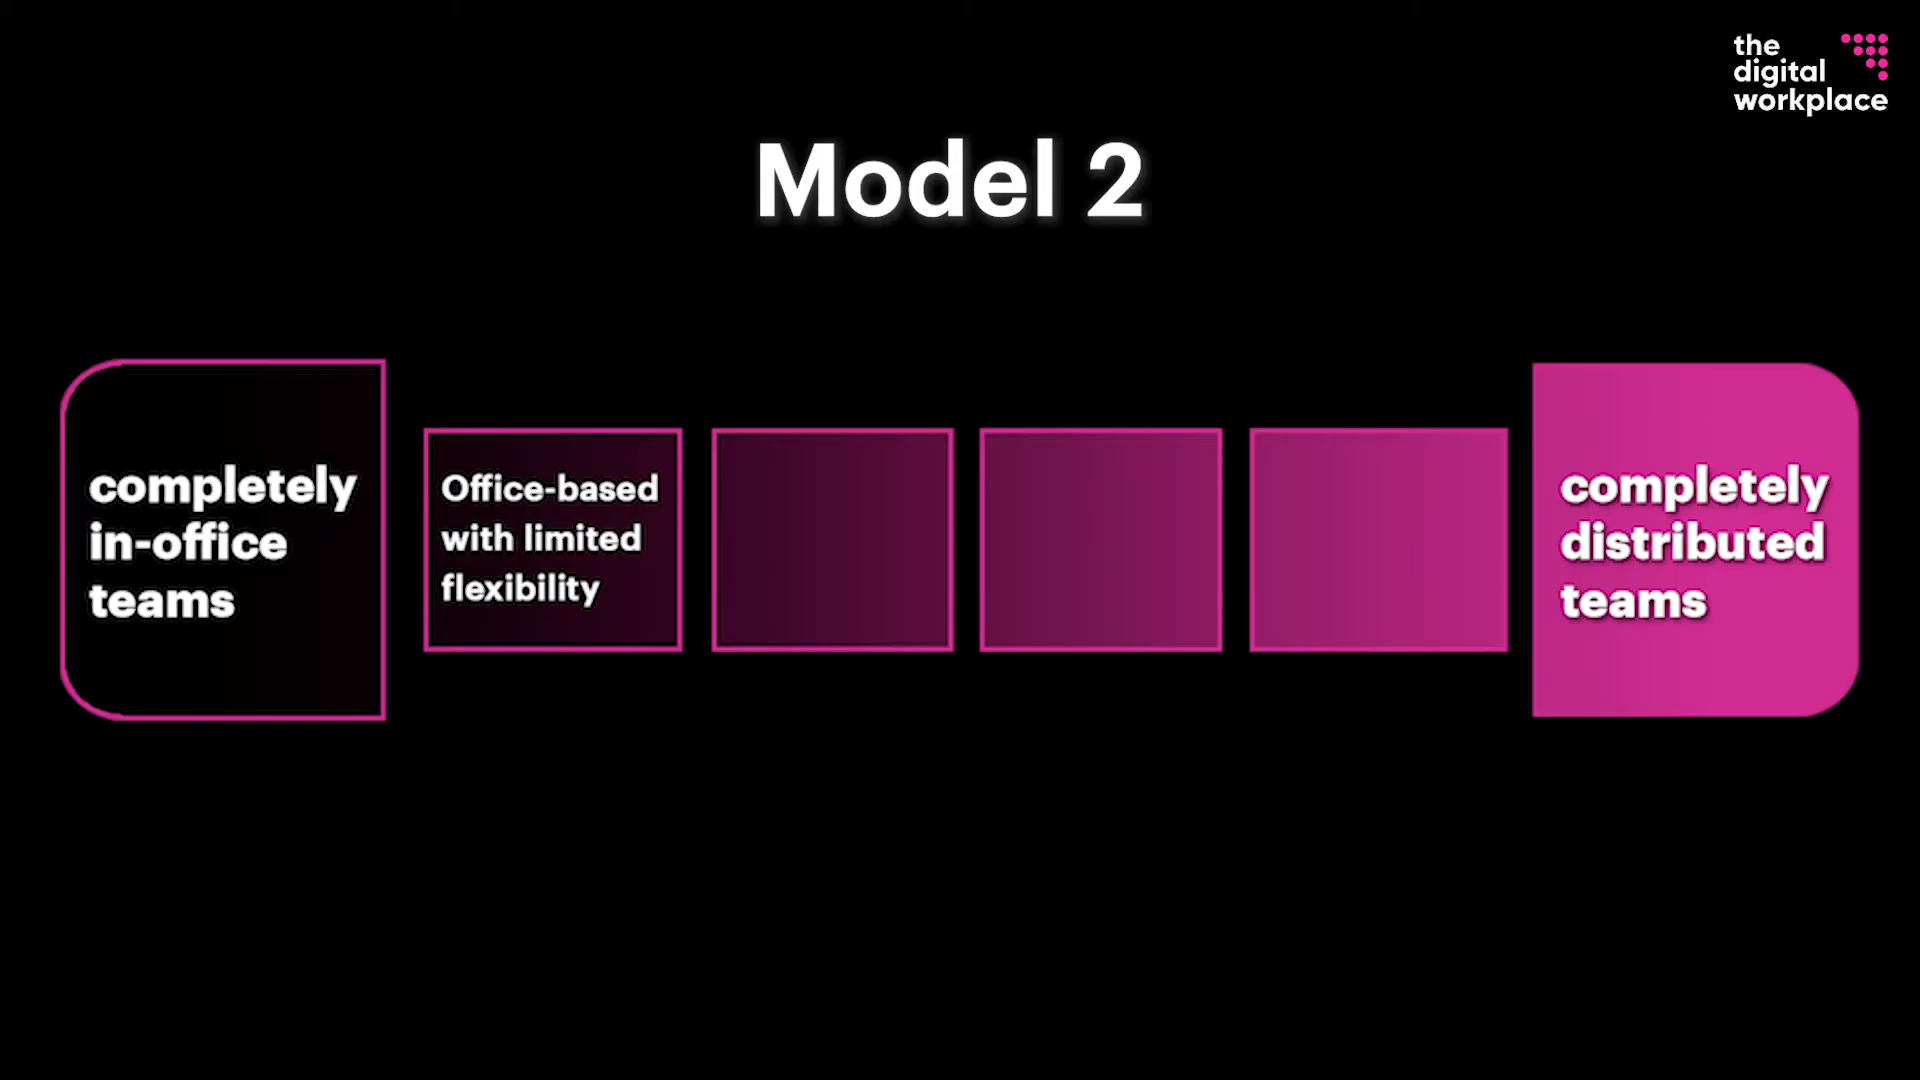 the
digital
workplace
Model 2
completely
in-office
teams
Office-based
with limited
flexibility
completely
distributed
teams